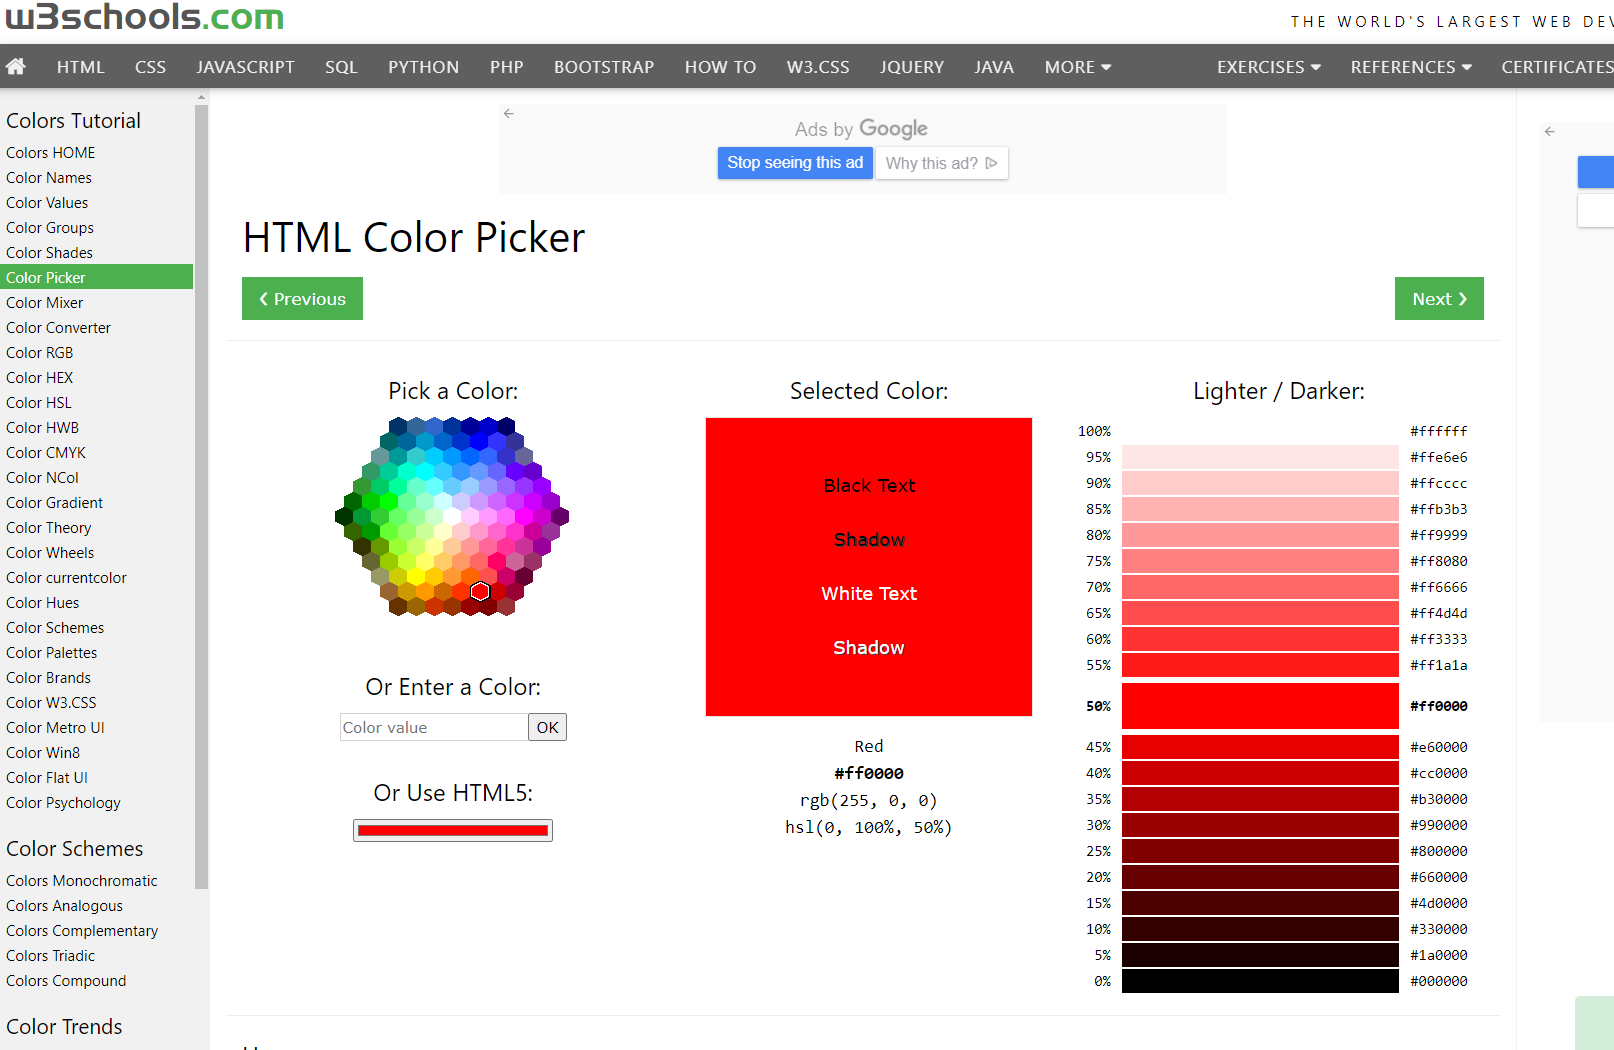 w3schools.com
THE WORLD'S LARGEST WEB
HTML CSS JAVASCRIPT SQL PYTHON PHP BOOTSTRAP HOW TO W3.CSS JQUERY JAVA MORE EXERCISES REFERENCES CERTIFICATES
Colors Tutorial
Colors HOME
Color Names
Color Values
Color Groups
Color Shades
Color Picker
Color Mixer
Color Converter
Color RGB
Color HEX
Color HSL
Color HWB
Color CMYK
Color NCol
Color Gradient
Color Theory
Color Wheels
Color currentcolor
Color Hues
Color Schemes
Color Palettes
Color Brands
Color W3.CSS
Color Metro UI
Color Win8
Color Flat UI
Color Psychology
Color Schemes
Colors Monochromatic
Colors Analogous
Colors Complementary
Colors Triadic
Colors Compound
Color Trends
Ads by Google
Stop seeing this ad Why this ad?
HTML Color Picker
❮ Previous Next ❯
Pick a Color:
Or Enter a Color:
Color value OK
Or Use HTML5:
Selected Color:
Black Text
Shadow
White Text
Shadow
Red
#ff0000
rgb(255, 0, 0)
hsl(0, 100%, 50%)
Lighter / Darker:
100% #ffffff
95% #ffe6e6
90% #ffcccc
85% #ffb3b3
80% #ff9999
75% #ff8080
70% #ff6666
65% #ff4d4d
60% #ff3333
55% #ff1a1a
50% #ff0000
45% #e60000
40% #cc0000
35% #b30000
30% #990000
25% #800000
20% #660000
15% #4d0000
10% #330000
5% #1a0000
0% #000000